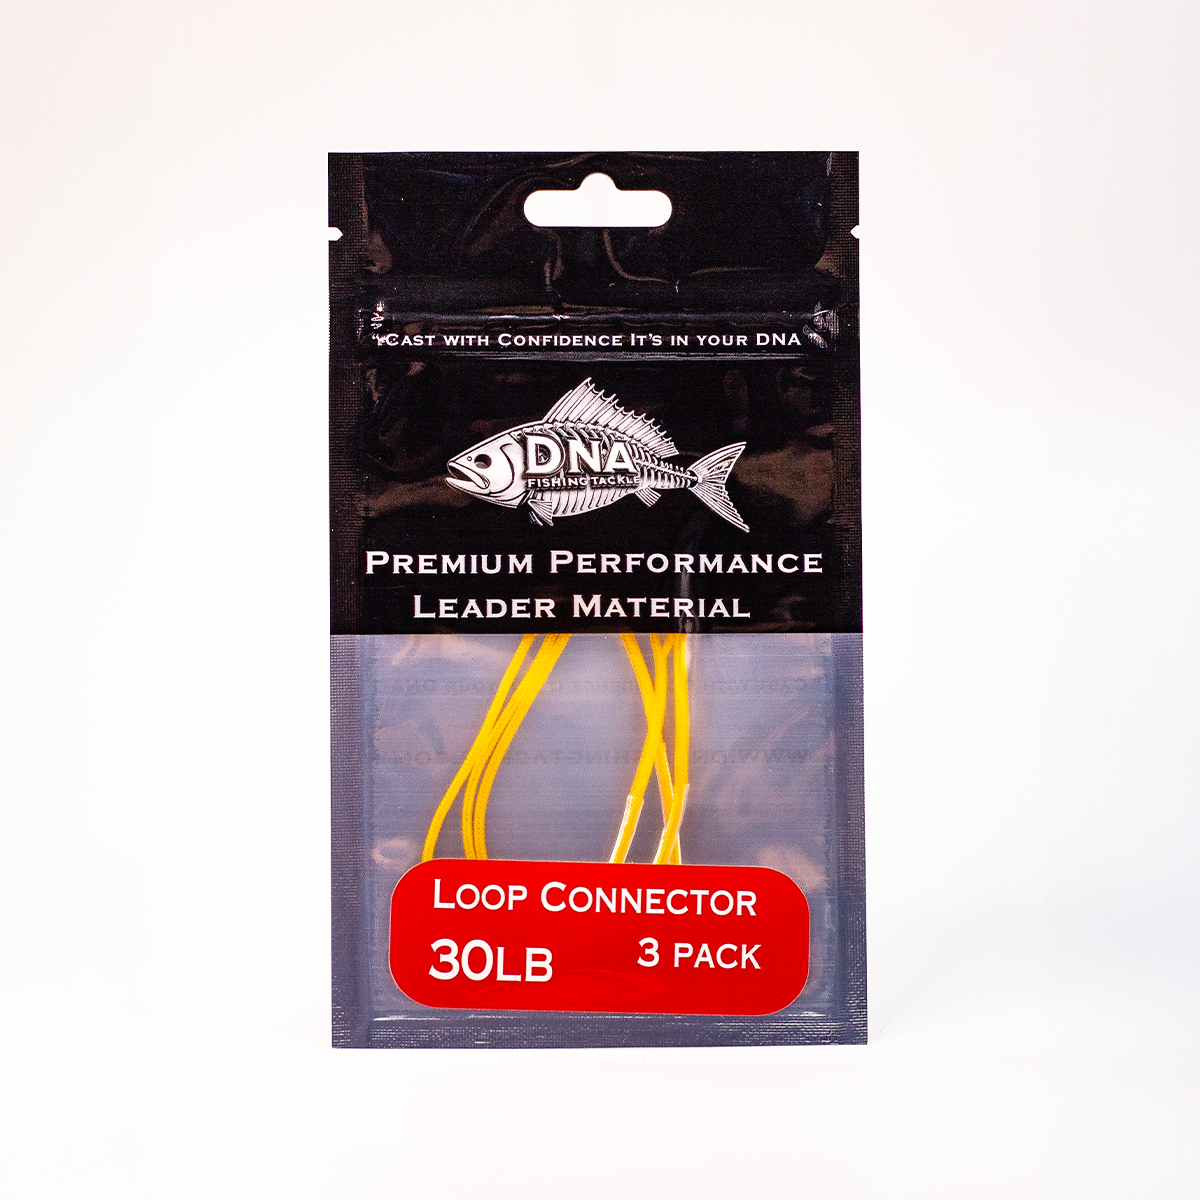 “Cast with Confidence It’s in your DNA”
DNA
FISHING TACKLE
Premium Performance
Leader Material
Loop Connector
30LB
3 PACK